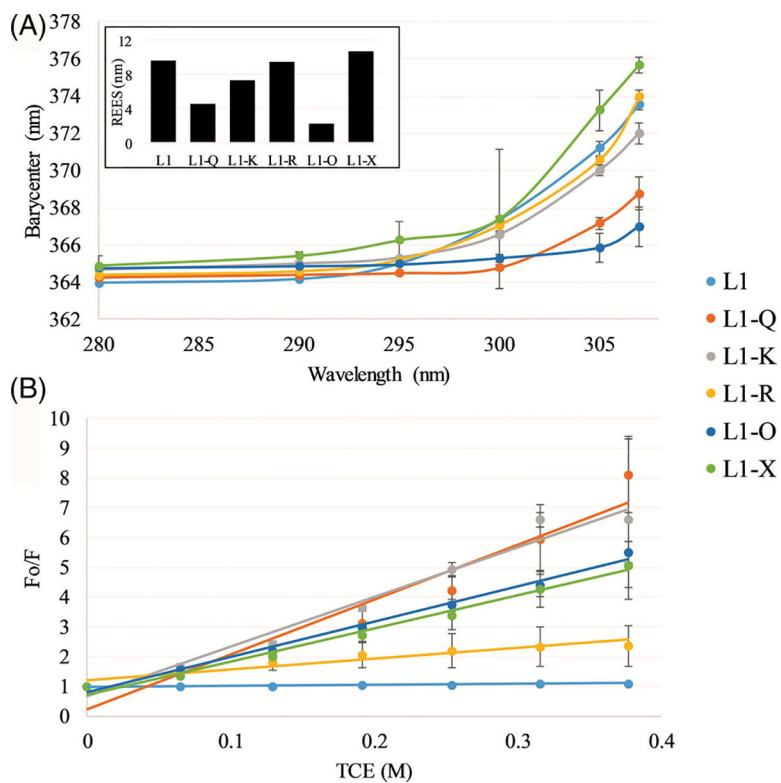 (A)
378
376
374
372
370
368
366
364
362
Barycenter (nm)
12
8
4
0
REES (nm)
L1 L1-Q L1-K L1-R L1-O L1-X
280 285 290 295 300 305
Wavelength (nm)
L1
L1-Q
L1-K
L1-R
L1-O
L1-X
(B)
10
9
8
7
6
5
4
3
2
1
0
Fo/F
0 0.1 0.2 0.3 0.4
TCE (M)